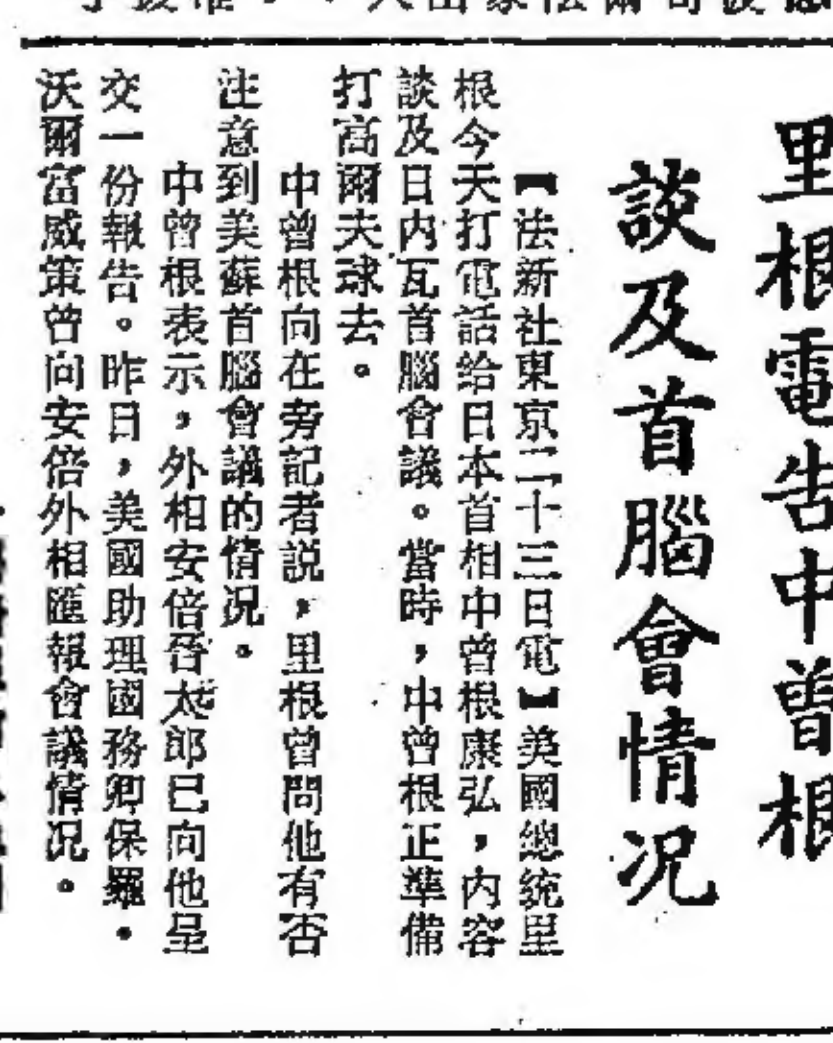 里根電告中曾根
談及首腦會情況
【法新社東京二十三日電】美國總統里
根今天打電話給日本首相中曾根康弘，內容
談及日內瓦首腦會議。當時，中曾根正準備
打高爾夫球去。
中曾根向在旁記者説，里根曾問他有否
注意到美蘇首腦會議的情況。
中曾根表示，外相安倍晉太郎已向他呈
交一份報告。昨日，美國助理國務卿保羅·
沃爾富威策曾向安倍外相匯報會議情況。